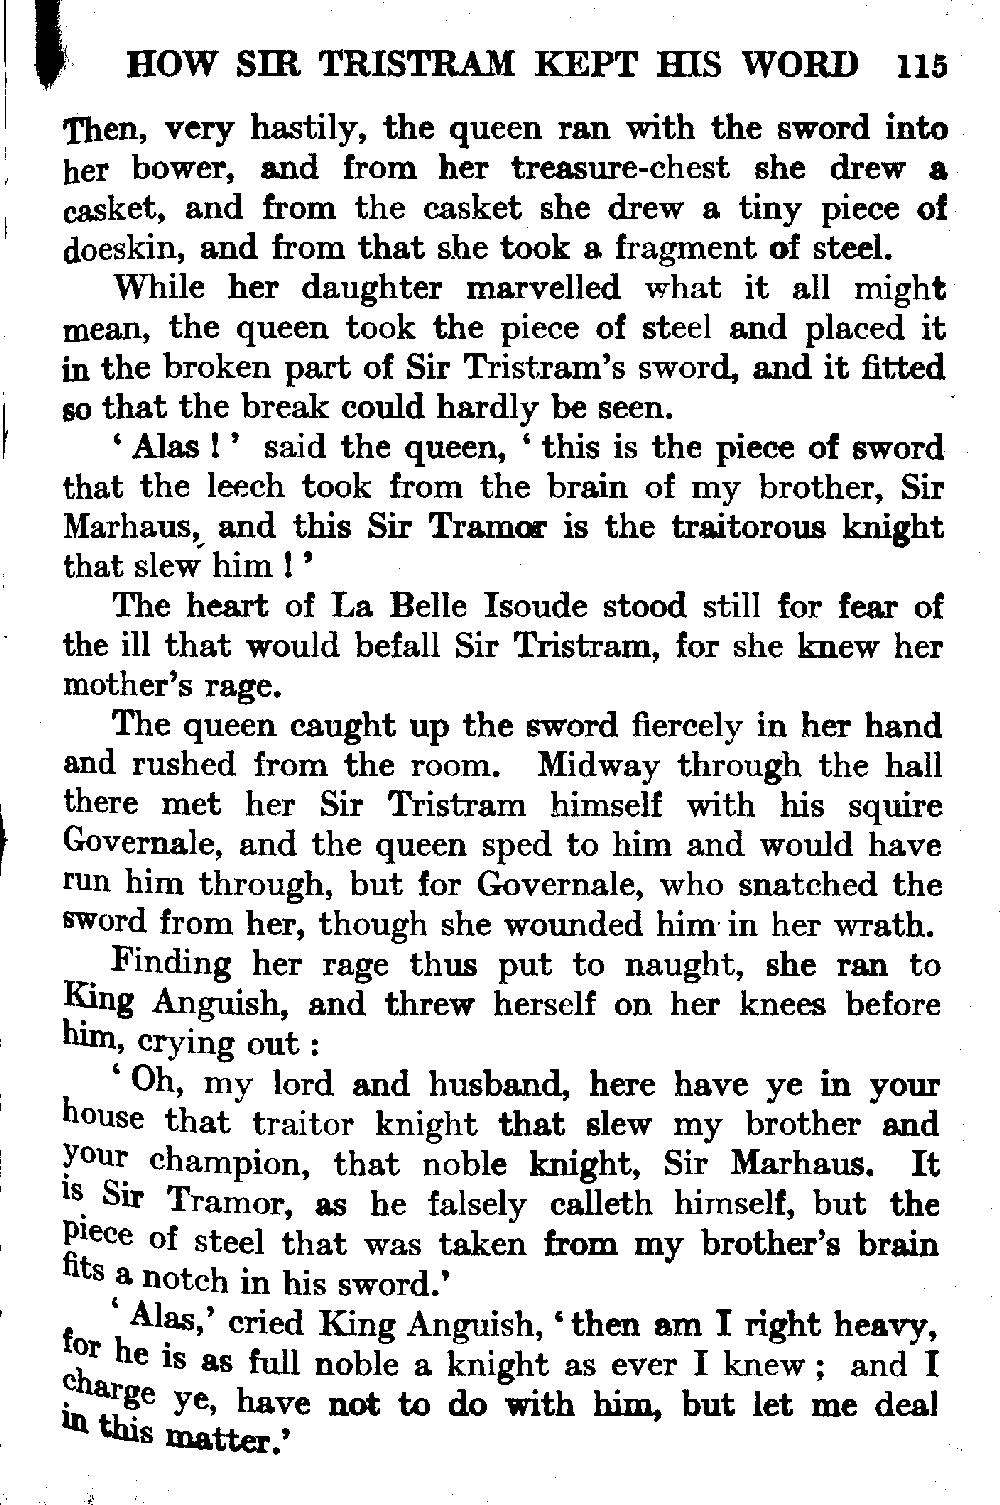 HOW SIR TRISTRAM KEPT HIS WORD 115
Then, very hastily, the queen ran with the sword into
her bower, and from her treasure-chest she drew a
casket, and from the casket she drew a tiny piece of
doeskin, and from that she took a fragment of steel.
While her daughter marvelled what it all might
mean, the queen took the piece of steel and placed it
in the broken part of Sir Tristram's sword, and it fitted
so that the break could hardly be seen.
‘ Alas ! ’ said the queen, ‘ this is the piece of sword
that the leech took from the brain of my brother, Sir
Marhaus, and this Sir Tramor is the traitorous knight
that slew him ! ’
The heart of La Belle Isoude stood still for fear of
the ill that would befall Sir Tristram, for she knew her
mother's rage.
The queen caught up the sword fiercely in her hand
and rushed from the room. Midway through the hall
there met her Sir Tristram himself with his squire
Governale, and the queen sped to him and would have
run him through, but for Governale, who snatched the
sword from her, though she wounded him in her wrath.
Finding her rage thus put to naught, she ran to
King Anguish, and threw herself on her knees before
him, crying out :
‘ Oh, my lord and husband, here have ye in your
house that traitor knight that slew my brother and
your champion, that noble knight, Sir Marhaus. It
is Sir Tramor, as he falsely calleth himself, but the
piece of steel that was taken from my brother's brain
fits a notch in his sword.’
‘ Alas,’ cried King Anguish, ‘ then am I right heavy,
for he is as full noble a knight as ever I knew ; and I
charge ye, have not to do with him, but let me deal
in this matter.’